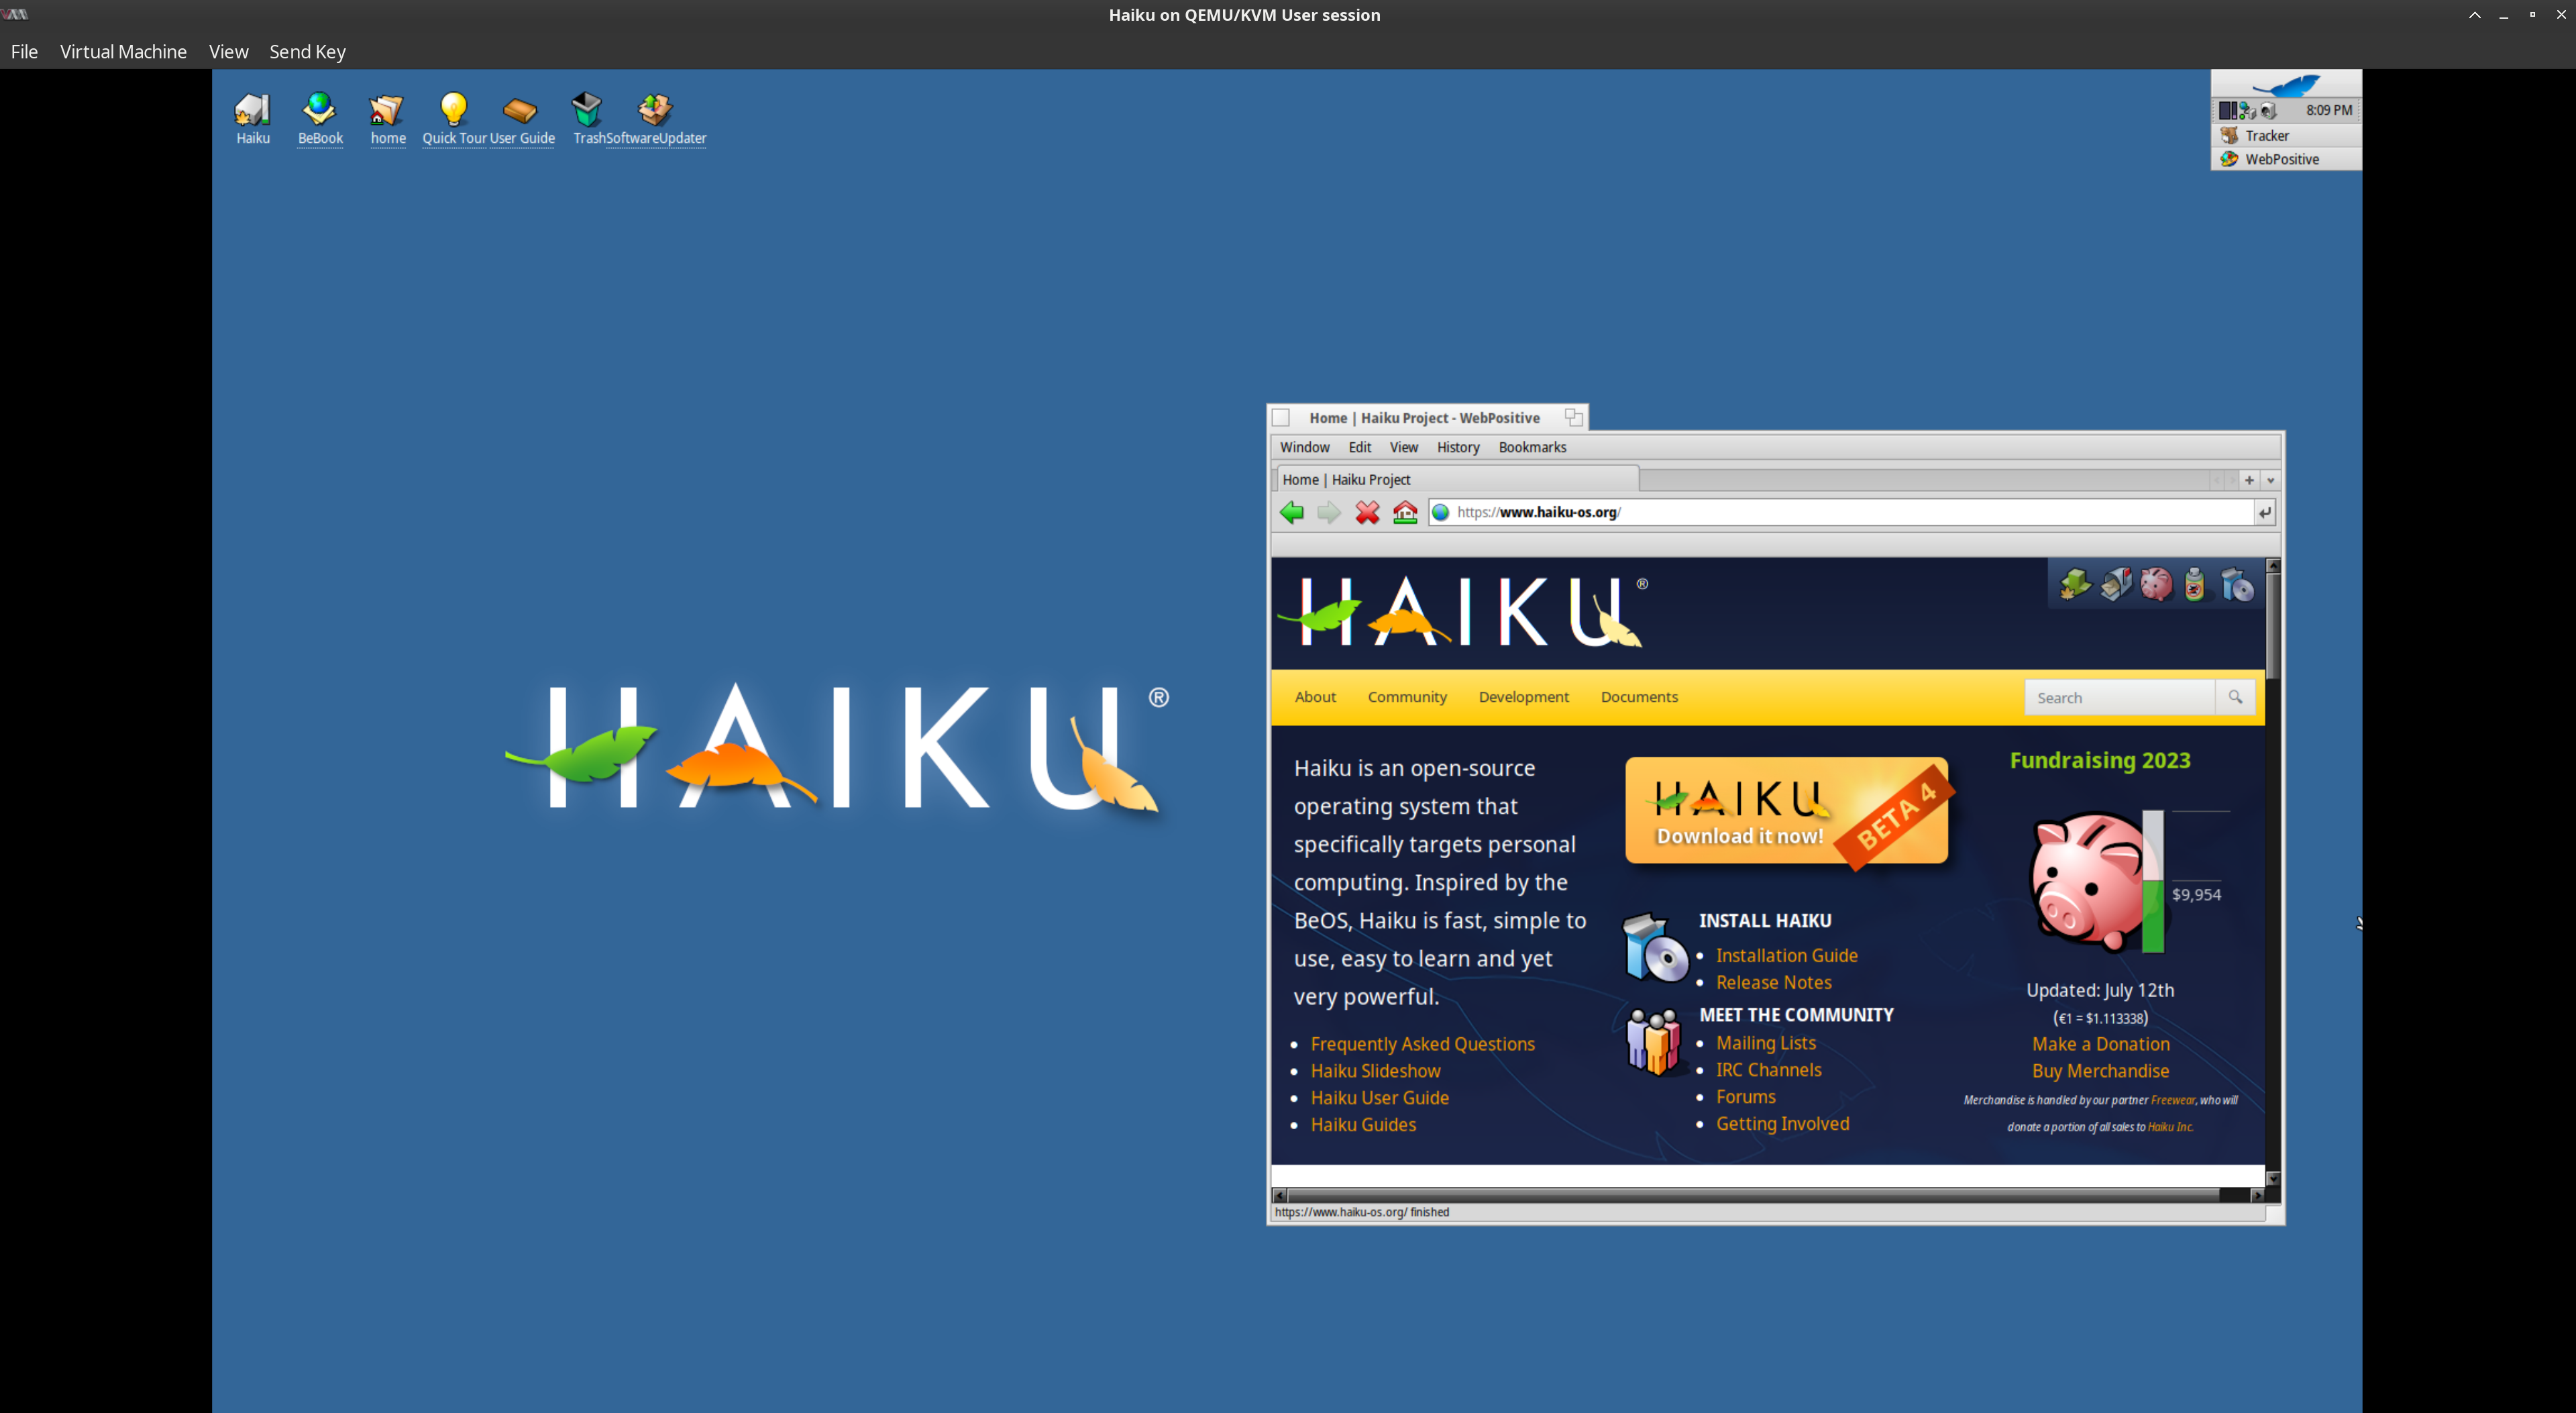 Haiku on QEMU/KVM User session
File Virtual Machine View Send Key
Haiku BeBook home Quick Tour User Guide Trash SoftwareUpdater
8:09 PM
Tracker
WebPositive
HAIKU®
Home | Haiku Project - WebPositive
Window Edit View History Bookmarks
Home | Haiku Project
https://www.haiku-os.org/
HAIKU®
About Community Development Documents Search
Haiku is an open-source
operating system that
specifically targets personal
computing. Inspired by the
BeOS, Haiku is fast, simple to
use, easy to learn and yet
very powerful.
Frequently Asked Questions
Haiku Slideshow
Haiku User Guide
Haiku Guides
HAIKU
Download it now!
BETA 4
INSTALL HAIKU
Installation Guide
Release Notes
MEET THE COMMUNITY
Mailing Lists
IRC Channels
Forums
Getting Involved
Fundraising 2023
$9,954
Updated: July 12th
(€1 = $1.113338)
Make a Donation
Buy Merchandise
Merchandise is handled by our partner Freewear, who will
donate a portion of all sales to Haiku Inc.
https://www.haiku-os.org/ finished